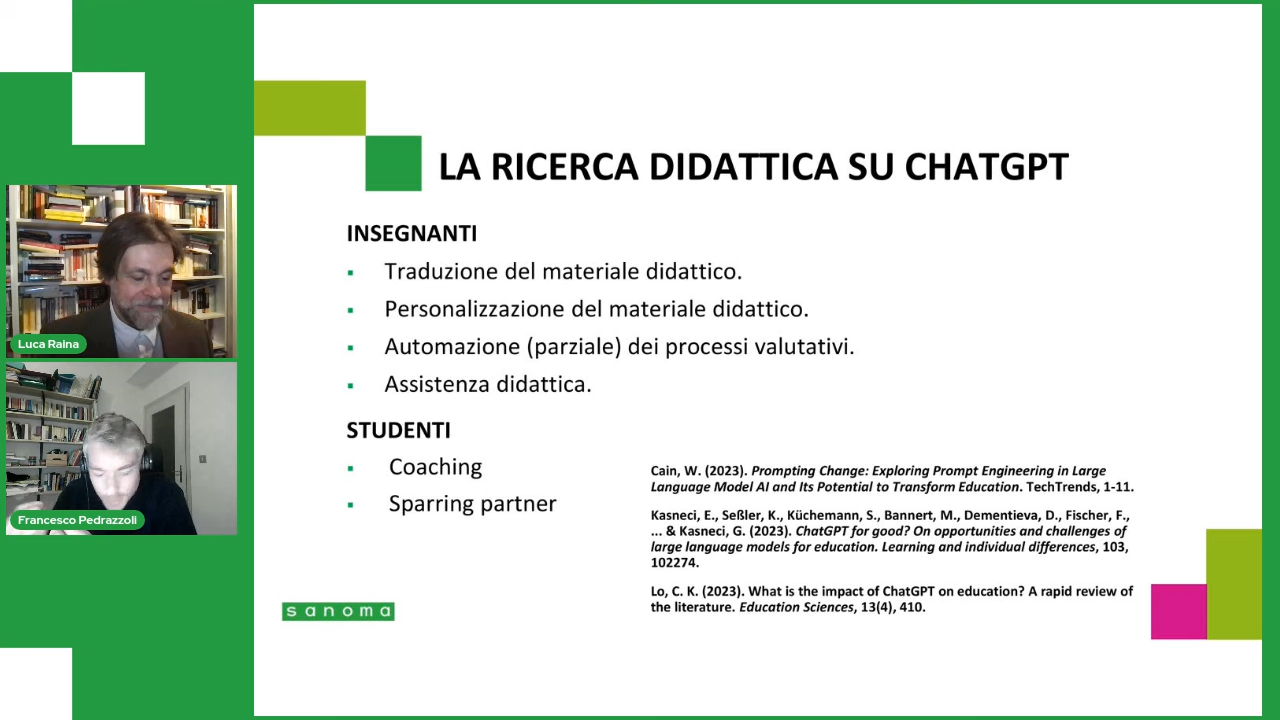 LA RICERCA DIDATTICA SU CHATGPT
INSEGNANTI
▪ Traduzione del materiale didattico.
▪ Personalizzazione del materiale didattico.
▪ Automazione (parziale) dei processi valutativi.
▪ Assistenza didattica.
STUDENTI
▪ Coaching
▪ Sparring partner
Cain, W. (2023). Prompting Change: Exploring Prompt Engineering in Large
Language Model AI and Its Potential to Transform Education. TechTrends, 1-11.
Kasneci, E., Seßler, K., Küchemann, S., Bannert, M., Dementieva, D., Fischer, F.,
... & Kasneci, G. (2023). ChatGPT for good? On opportunities and challenges of
large language models for education. Learning and individual differences, 103,
102274.
Lo, C. K. (2023). What is the impact of ChatGPT on education? A rapid review of
the literature. Education Sciences, 13(4), 410.
sanoma
Luca Raina
Francesco Pedrazzoli